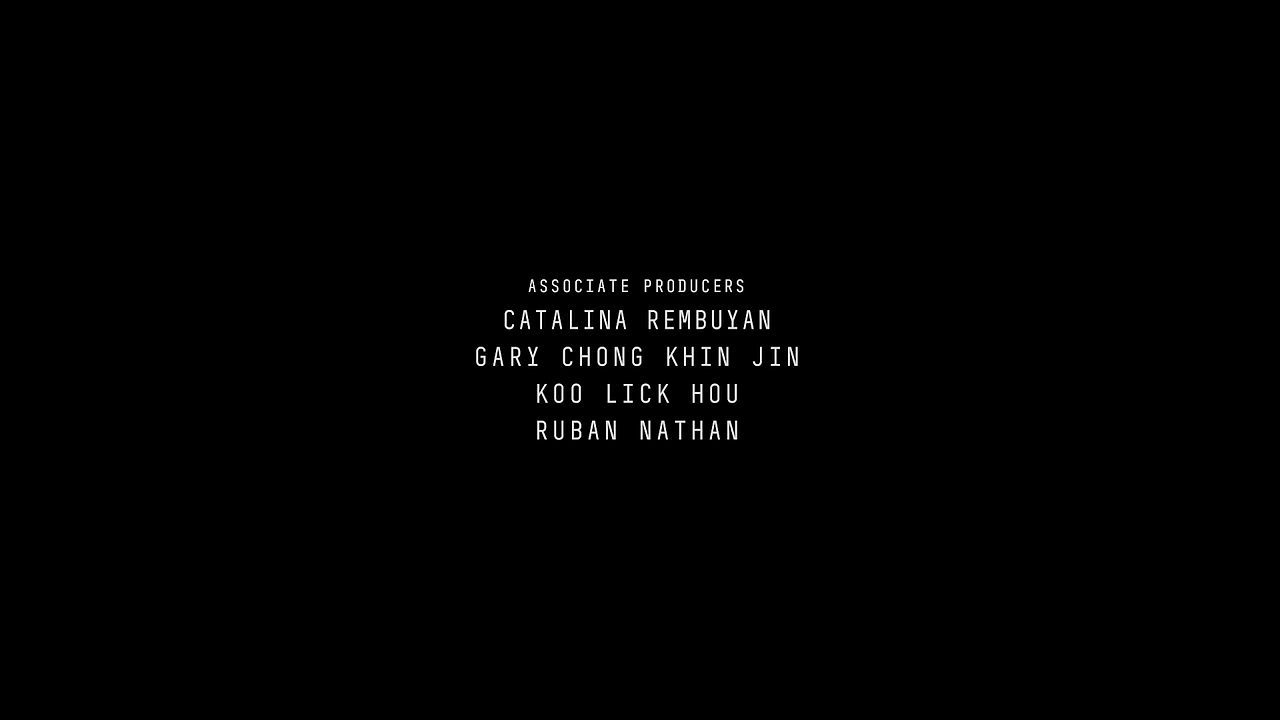 ASSOCIATE PRODUCERS
CATALINA REMBUYAN
GARY CHONG KHIN JIN
KOO LICK HOU
RUBAN NATHAN